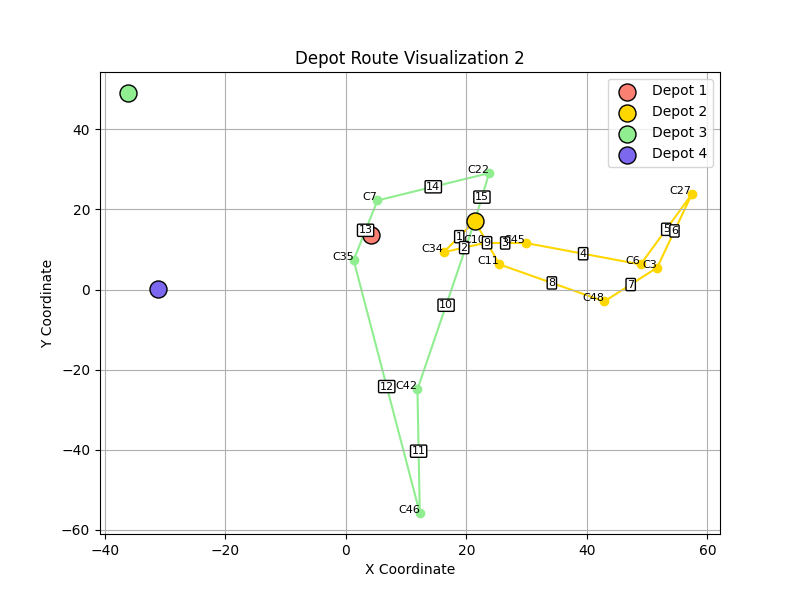 Depot Route Visualization 2
Depot 1
Depot 2
Depot 3
Depot 4
40
20
0
−20
−40
−60
−40
−20
0
20
40
60
X Coordinate
Y Coordinate
C22
C7
C27
C35
C34
C10
C45
C11
C6
C3
C48
C42
C46
1
2
3
4
5
6
7
8
9
10
11
12
13
14
15